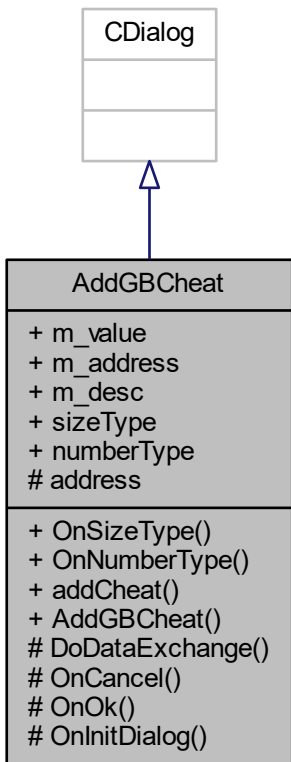 CDialog
AddGBCheat
+ m_value
+ m_address
+ m_desc
+ sizeType
+ numberType
# address
+ OnSizeType()
+ OnNumberType()
+ addCheat()
+ AddGBCheat()
# DoDataExchange()
# OnCancel()
# OnOk()
# OnInitDialog()